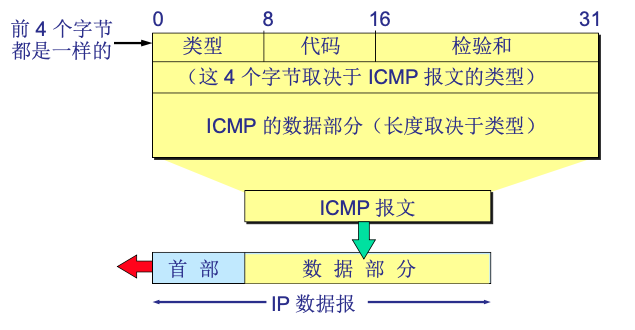 0 8 16 31
前 4 个字节
都是一样的
类型 代码 检验和
（这 4 个字节取决于 ICMP 报文的类型）
ICMP 的数据部分（长度取决于类型）
ICMP 报文
首 部 数 据 部 分
IP 数据报